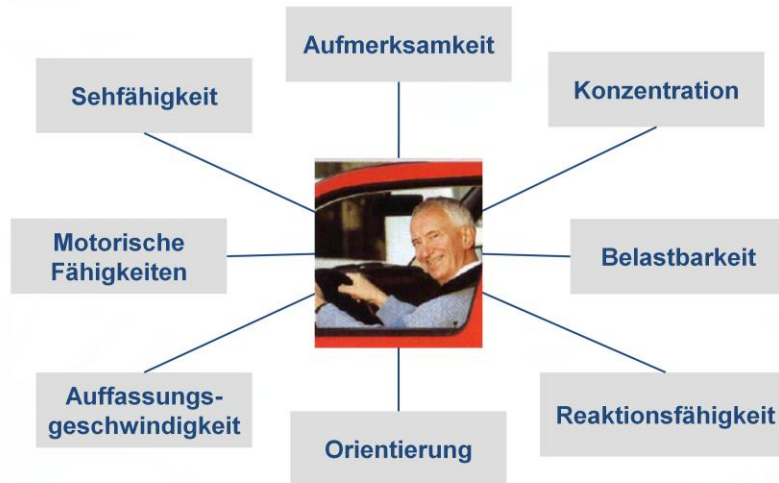 Aufmerksamkeit
Sehfähigkeit
Konzentration
Motorische
Fähigkeiten
Belastbarkeit
Auffassungs-
geschwindigkeit
Reaktionsfähigkeit
Orientierung